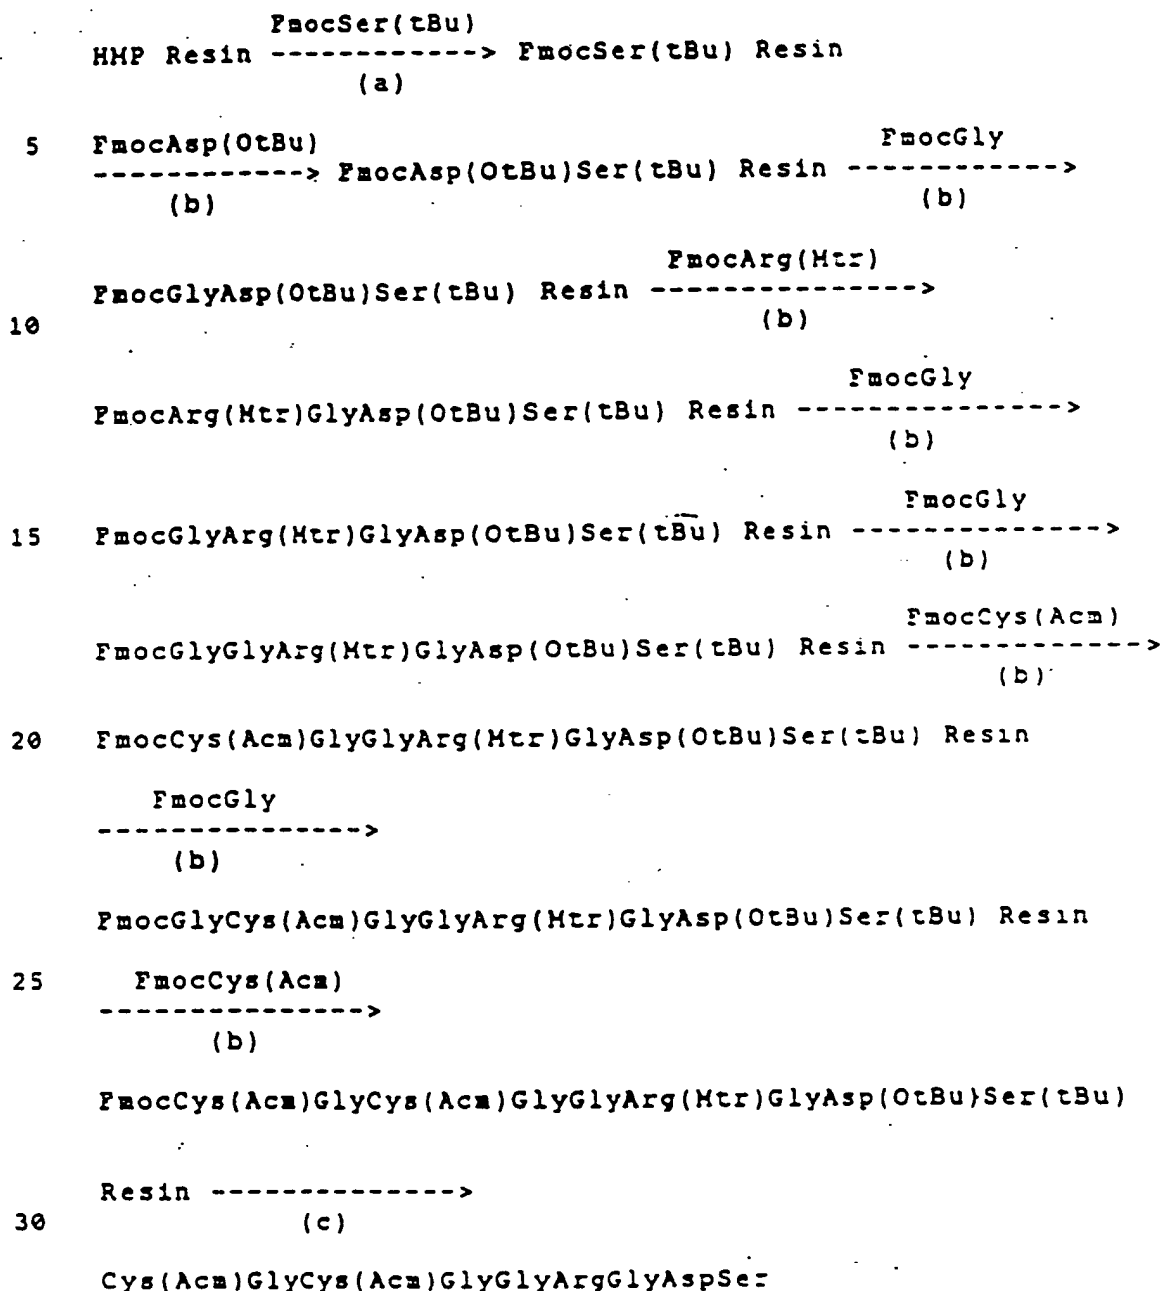 FmocSer(tBu)
HMP Resin ------------> FmocSer(tBu) Resin
(a)
5 FmocAsp(OtBu) FmocGly
------------> FmocAsp(OtBu)Ser(tBu) Resin ------------>
(b) (b)
FmocArg(Mtr)
FmocGlyAsp(OtBu)Ser(tBu) Resin --------------->
10 (b)
FmocGly
FmocArg(Mtr)GlyAsp(OtBu)Ser(tBu) Resin --------------->
(b)
FmocGly
15 FmocGlyArg(Mtr)GlyAsp(OtBu)Ser(tBu) Resin -------------->
(b)
FmocCys(Acm)
FmocGlyGlyArg(Mtr)GlyAsp(OtBu)Ser(tBu) Resin ------------->
(b)
20 FmocCys(Acm)GlyGlyArg(Mtr)GlyAsp(OtBu)Ser(tBu) Resin
FmocGly
--------------->
(b)
FmocGlyCys(Acm)GlyGlyArg(Mtr)GlyAsp(OtBu)Ser(tBu) Resin
25 FmocCys(Acm)
--------------->
(b)
FmocCys(Acm)GlyCys(Acm)GlyGlyArg(Mtr)GlyAsp(OtBu)Ser(tBu)
Resin -------------->
30 (c)
Cys(Acm)GlyCys(Acm)GlyGlyArgGlyAspSer